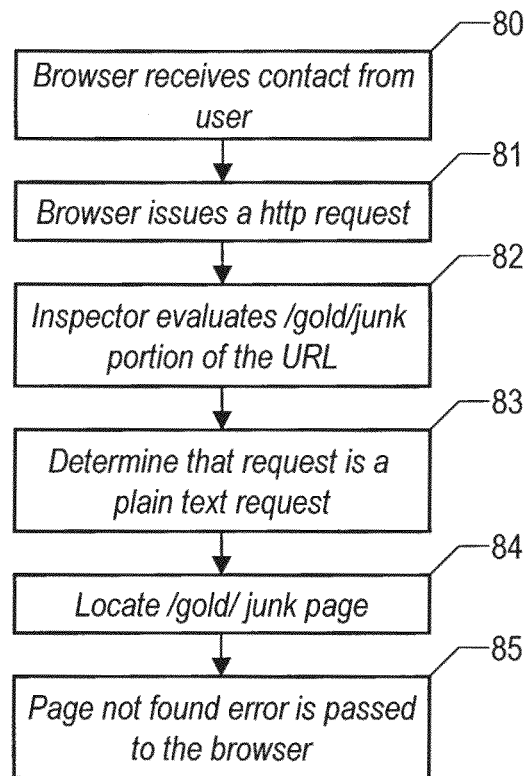 80
Browser receives contact from
user
81
Browser issues a http request
82
Inspector evaluates /gold/junk
portion of the URL
83
Determine that request is a
plain text request
84
Locate /gold/ junk page
85
Page not found error is passed
to the browser